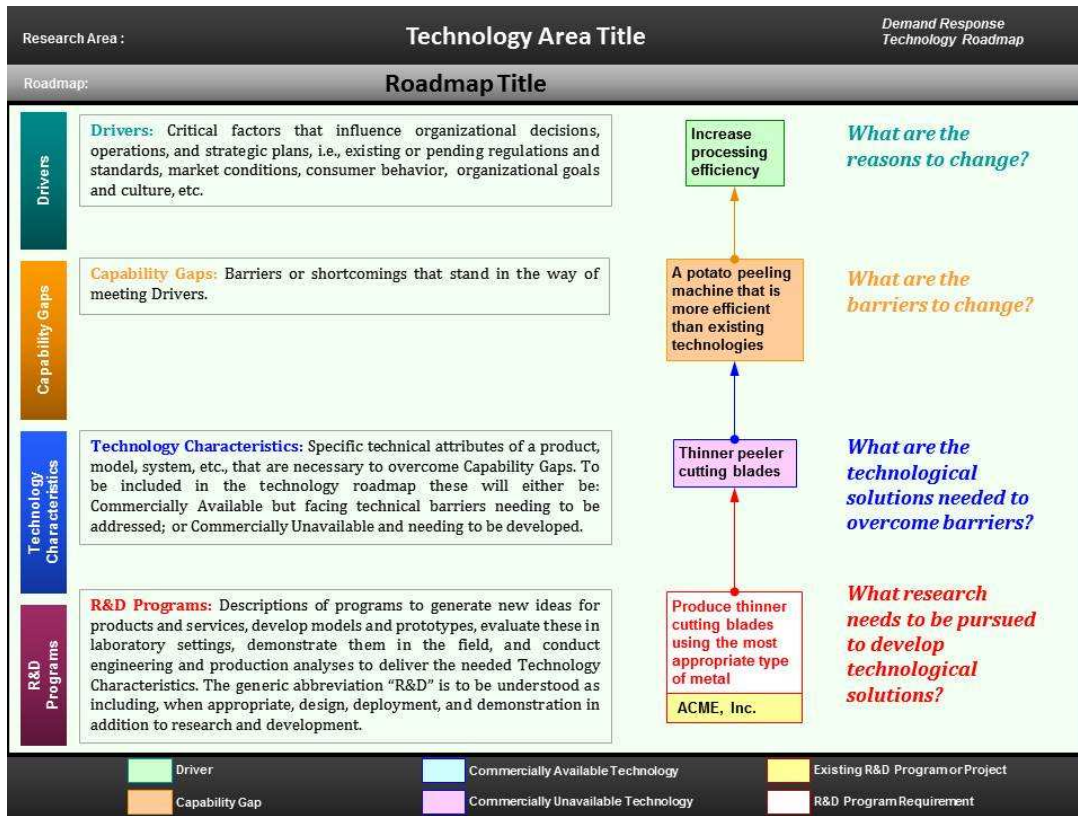 Research Area :
Technology Area Title
Demand Response
Technology Roadmap
Roadmap:
Roadmap Title
Drivers
Drivers: Critical factors that influence organizational decisions,
operations, and strategic plans, i.e., existing or pending regulations and
standards, market conditions, consumer behavior, organizational goals
and culture, etc.
Increase
processing
efficiency
What are the
reasons to change?
Capability Gaps
Capability Gaps: Barriers or shortcomings that stand in the way of
meeting Drivers.
A potato peeling
machine that is
more efficient
than existing
technologies
What are the
barriers to change?
Technology
Characteristics
Technology Characteristics: Specific technical attributes of a product,
model, system, etc., that are necessary to overcome Capability Gaps. To
be included in the technology roadmap these will either be:
Commercially Available but facing technical barriers needing to be
addressed; or Commercially Unavailable and needing to be developed.
Thinner peeler
cutting blades
What are the
technological
solutions needed to
overcome barriers?
R&D
Programs
R&D Programs: Descriptions of programs to generate new ideas for
products and services, develop models and prototypes, evaluate these in
laboratory settings, demonstrate them in the field, and conduct
engineering and production analyses to deliver the needed Technology
Characteristics. The generic abbreviation “R&D” is to be understood as
including, when appropriate, design, deployment, and demonstration in
addition to research and development.
Produce thinner
cutting blades
using the most
appropriate type
of metal
ACME, Inc.
What research
needs to be pursued
to develop
technological
solutions?
Driver
Commercially Available Technology
Existing R&D Program or Project
Capability Gap
Commercially Unavailable Technology
R&D Program Requirement